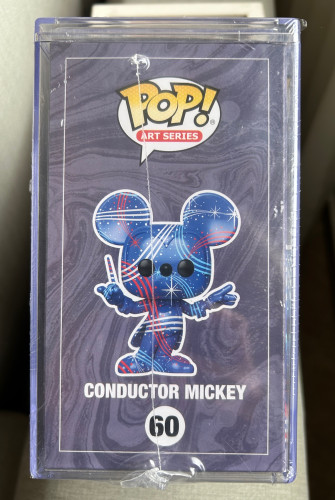 POP!
ART SERIES
CONDUCTOR MICKEY
60